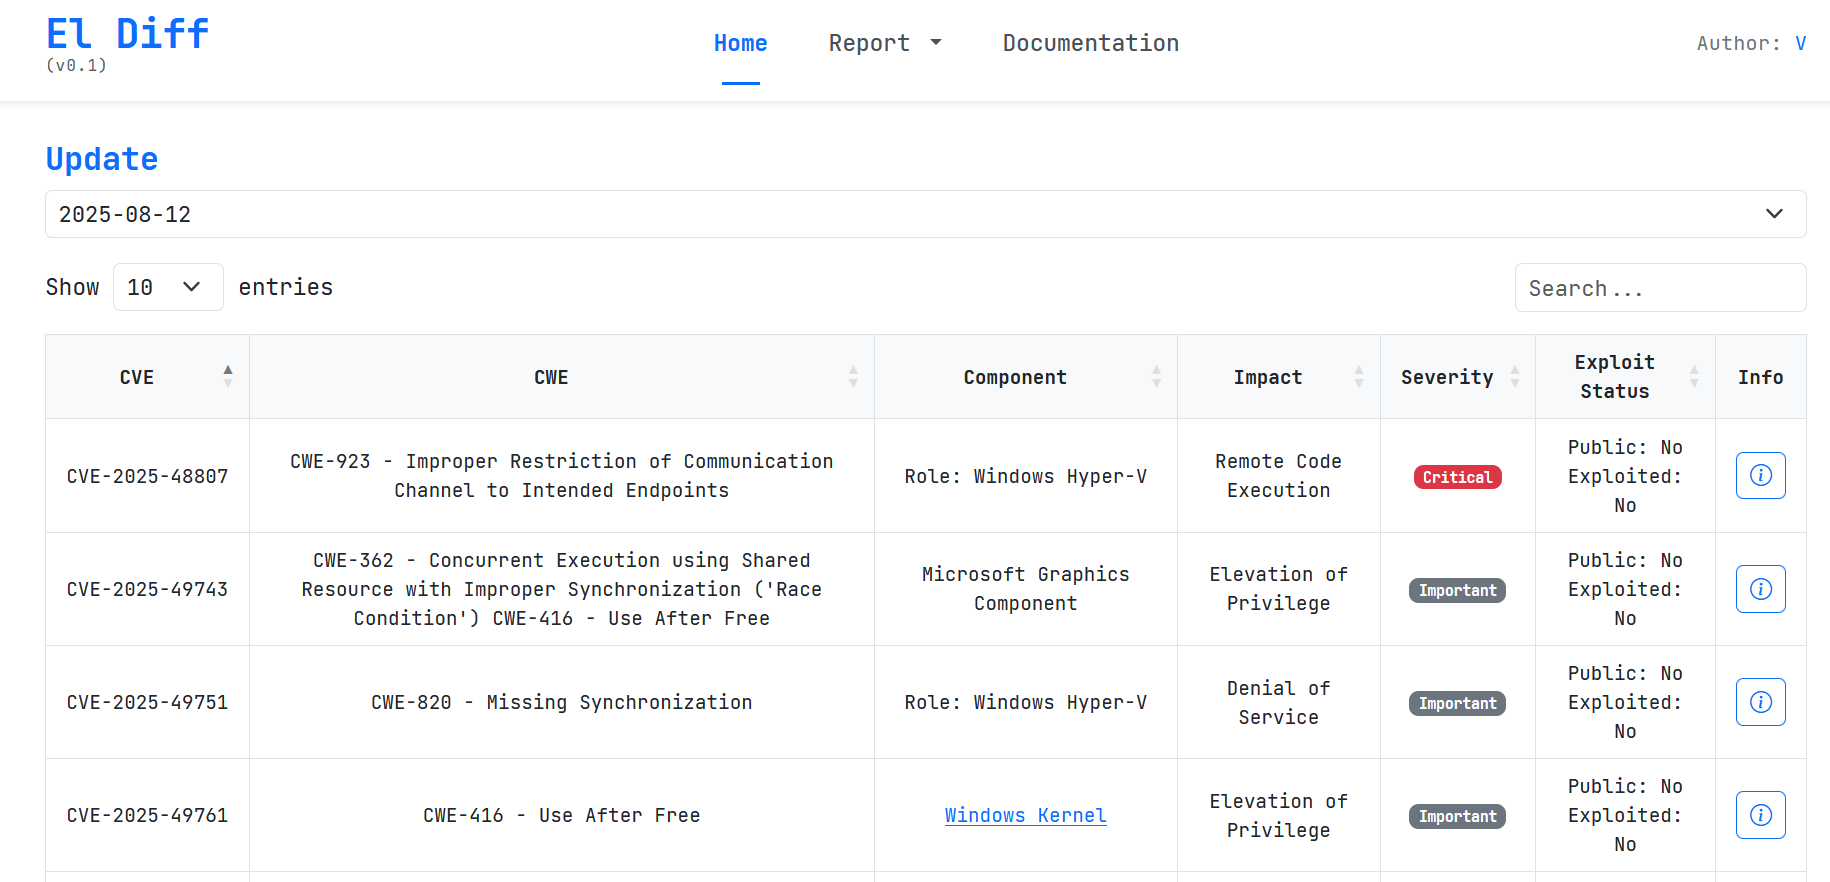 El Diff
(v0.1)
Home
Report
Documentation
Author: V
Update
2025-08-12
Show 10 entries
Search...
CVE
CWE
Component
Impact
Severity
Exploit
Status
Info
CVE-2025-48807
CWE-923 - Improper Restriction of Communication
Channel to Intended Endpoints
Role: Windows Hyper-V
Remote Code
Execution
Critical
Public: No
Exploited:
No
CVE-2025-49743
CWE-362 - Concurrent Execution using Shared
Resource with Improper Synchronization ('Race
Condition') CWE-416 - Use After Free
Microsoft Graphics
Component
Elevation of
Privilege
Important
Public: No
Exploited:
No
CVE-2025-49751
CWE-820 - Missing Synchronization
Role: Windows Hyper-V
Denial of
Service
Important
Public: No
Exploited:
No
CVE-2025-49761
CWE-416 - Use After Free
Windows Kernel
Elevation of
Privilege
Important
Public: No
Exploited:
No